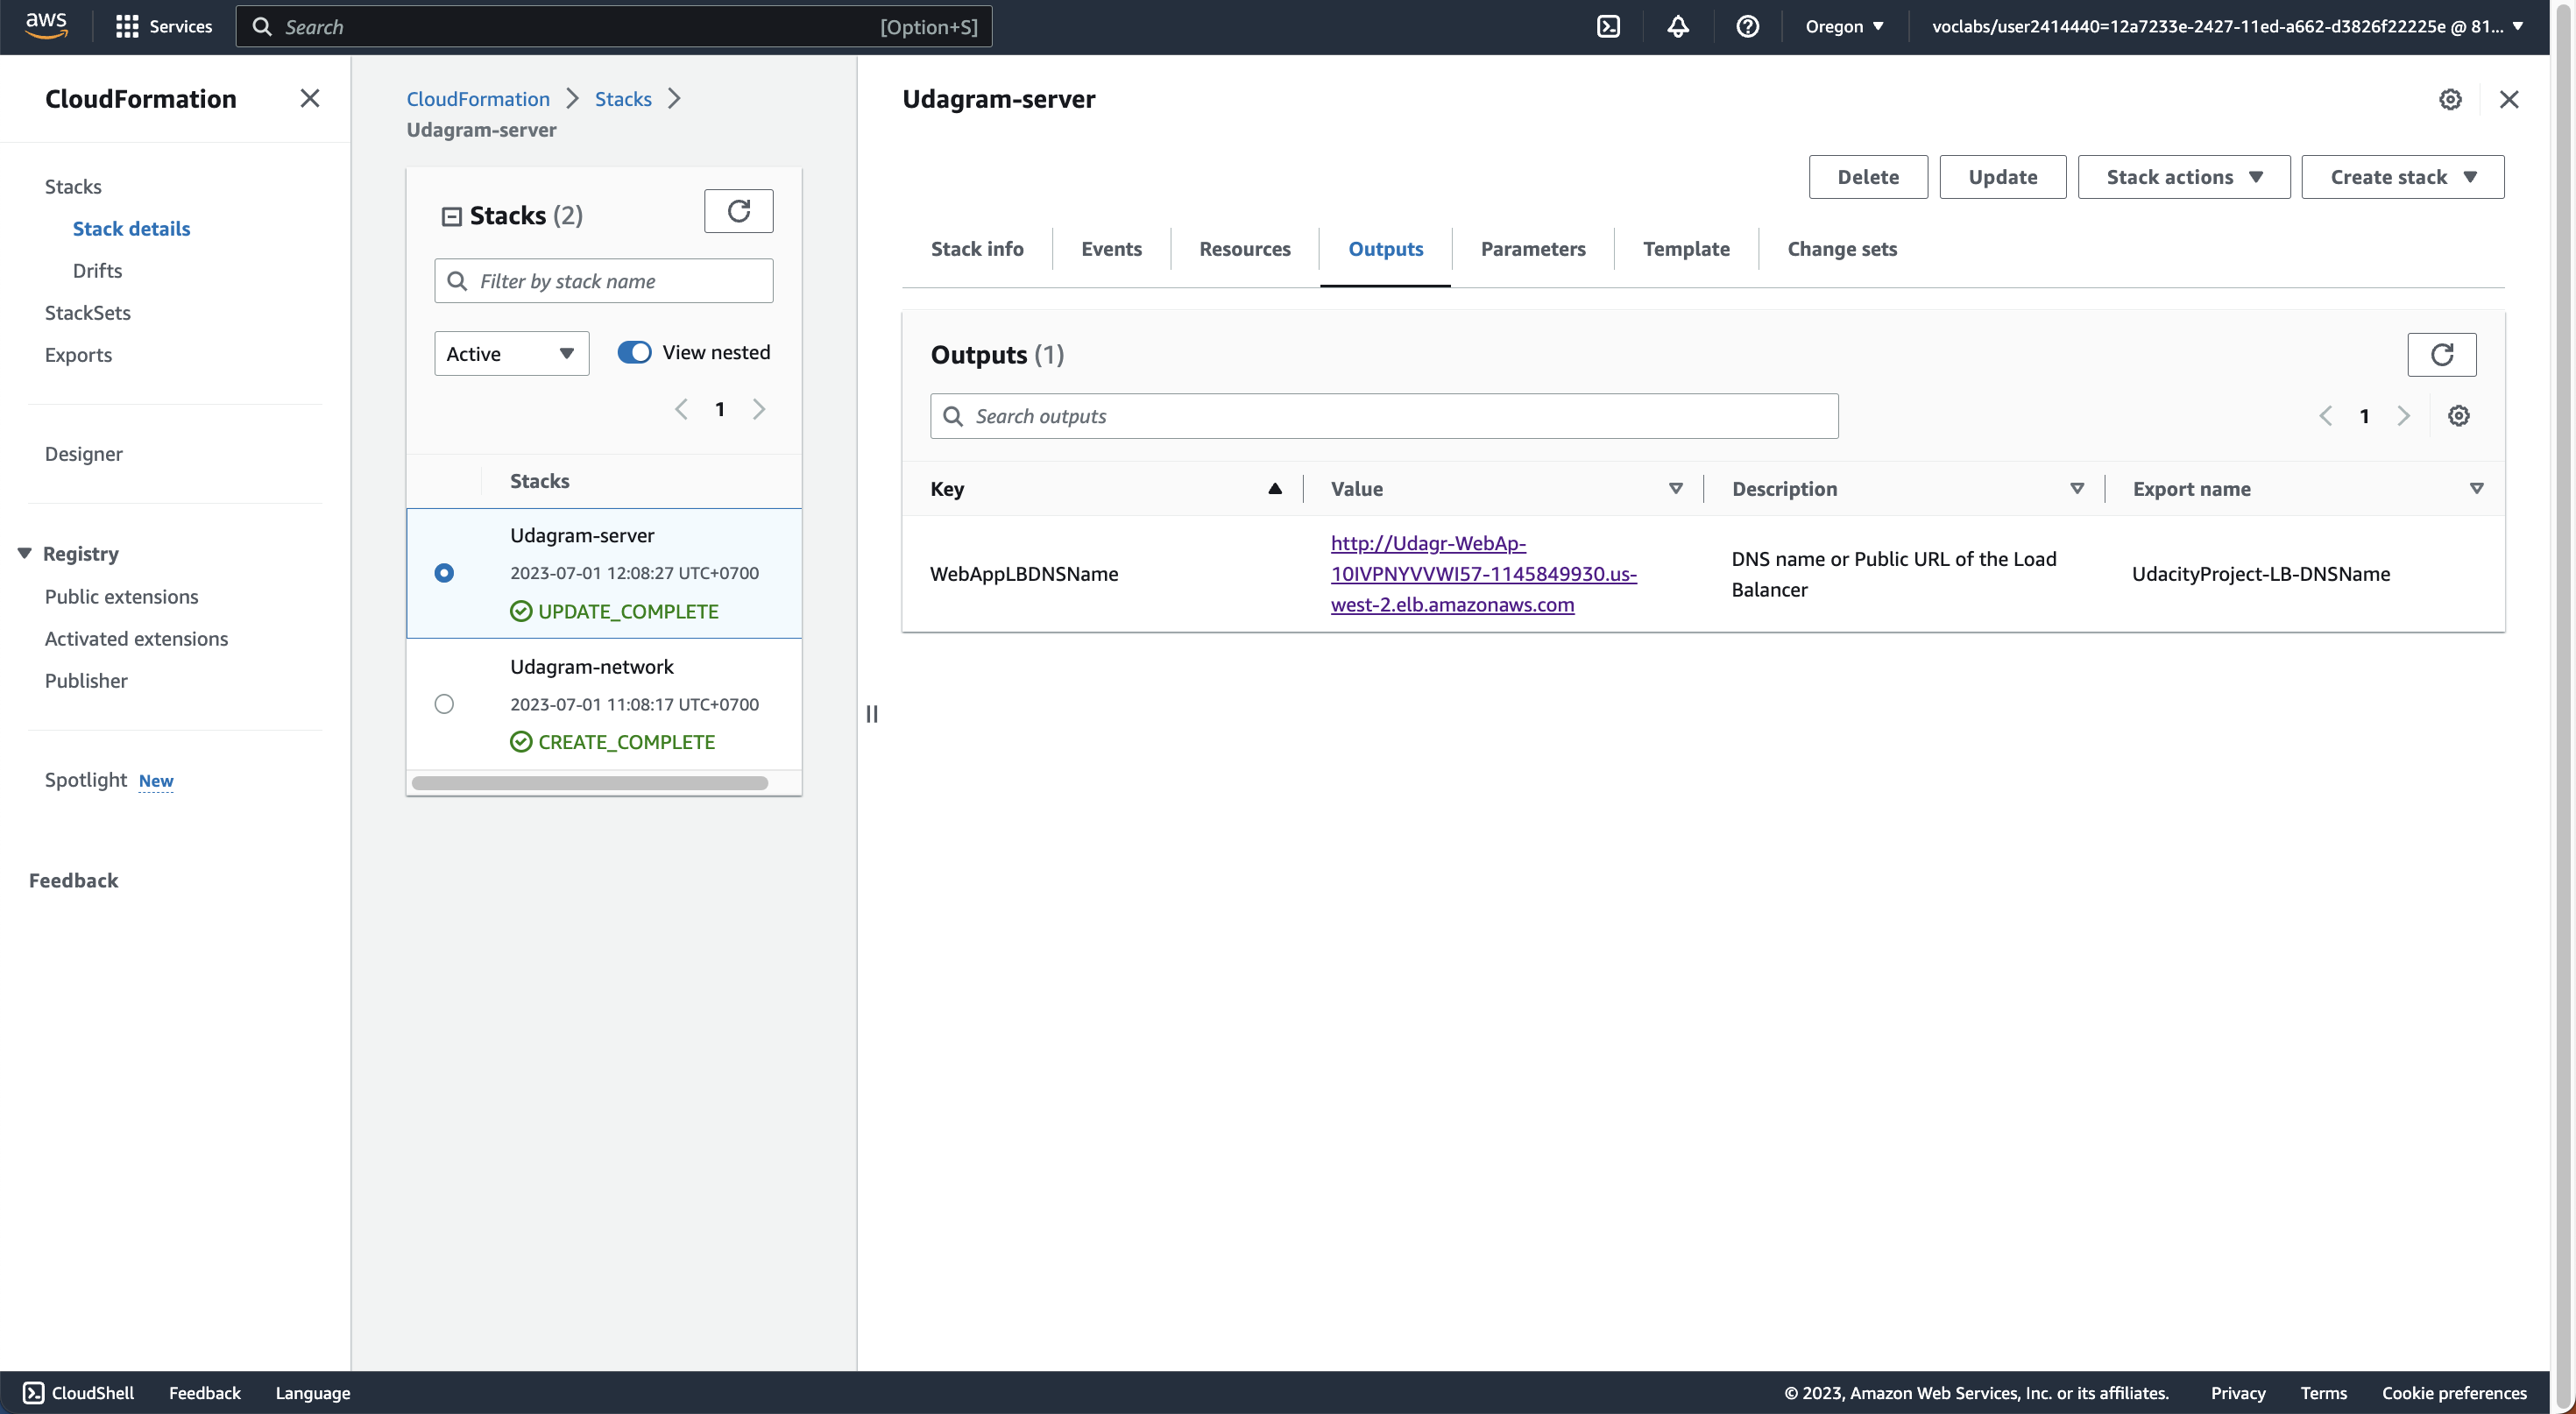 aws
Services
Search
[Option+S]
Oregon
voclabs/user2414440=12a7233e-2427-11ed-a662-d3826f22225e @ 81...
CloudFormation
Stacks
Stack details
Drifts
StackSets
Exports
Designer
Registry
Public extensions
Activated extensions
Publisher
Spotlight New
Feedback
CloudFormation
Stacks
Udagram-server
Stacks (2)
Filter by stack name
Active
View nested
1
Stacks
Udagram-server
2023-07-01 12:08:27 UTC+0700
UPDATE_COMPLETE
Udagram-network
2023-07-01 11:08:17 UTC+0700
CREATE_COMPLETE
Udagram-server
Delete
Update
Stack actions
Create stack
Stack info
Events
Resources
Outputs
Parameters
Template
Change sets
Outputs (1)
Search outputs
1
Key
Value
Description
Export name
WebAppLBDNSName
http://Udagr-WebAp-
10IVPNYVVWI57-1145849930.us-
west-2.elb.amazonaws.com
DNS name or Public URL of the Load
Balancer
UdacityProject-LB-DNSName
CloudShell
Feedback
Language
© 2023, Amazon Web Services, Inc. or its affiliates.
Privacy
Terms
Cookie preferences